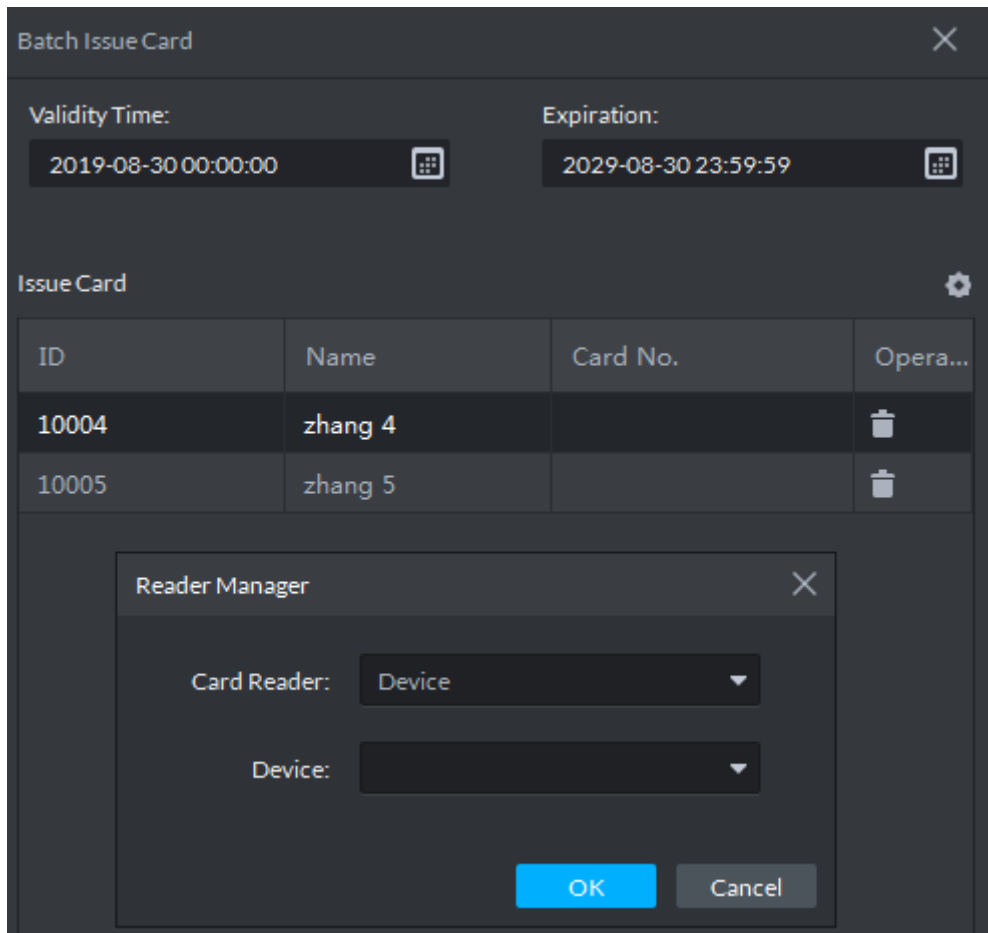 Batch Issue Card
Validity Time: Expiration:
2019-08-30 00:00:00 2029-08-30 23:59:59
Issue Card
ID Name Card No. Opera...
10004 zhang 4
10005 zhang 5
Reader Manager
Card Reader: Device
Device:
OK Cancel